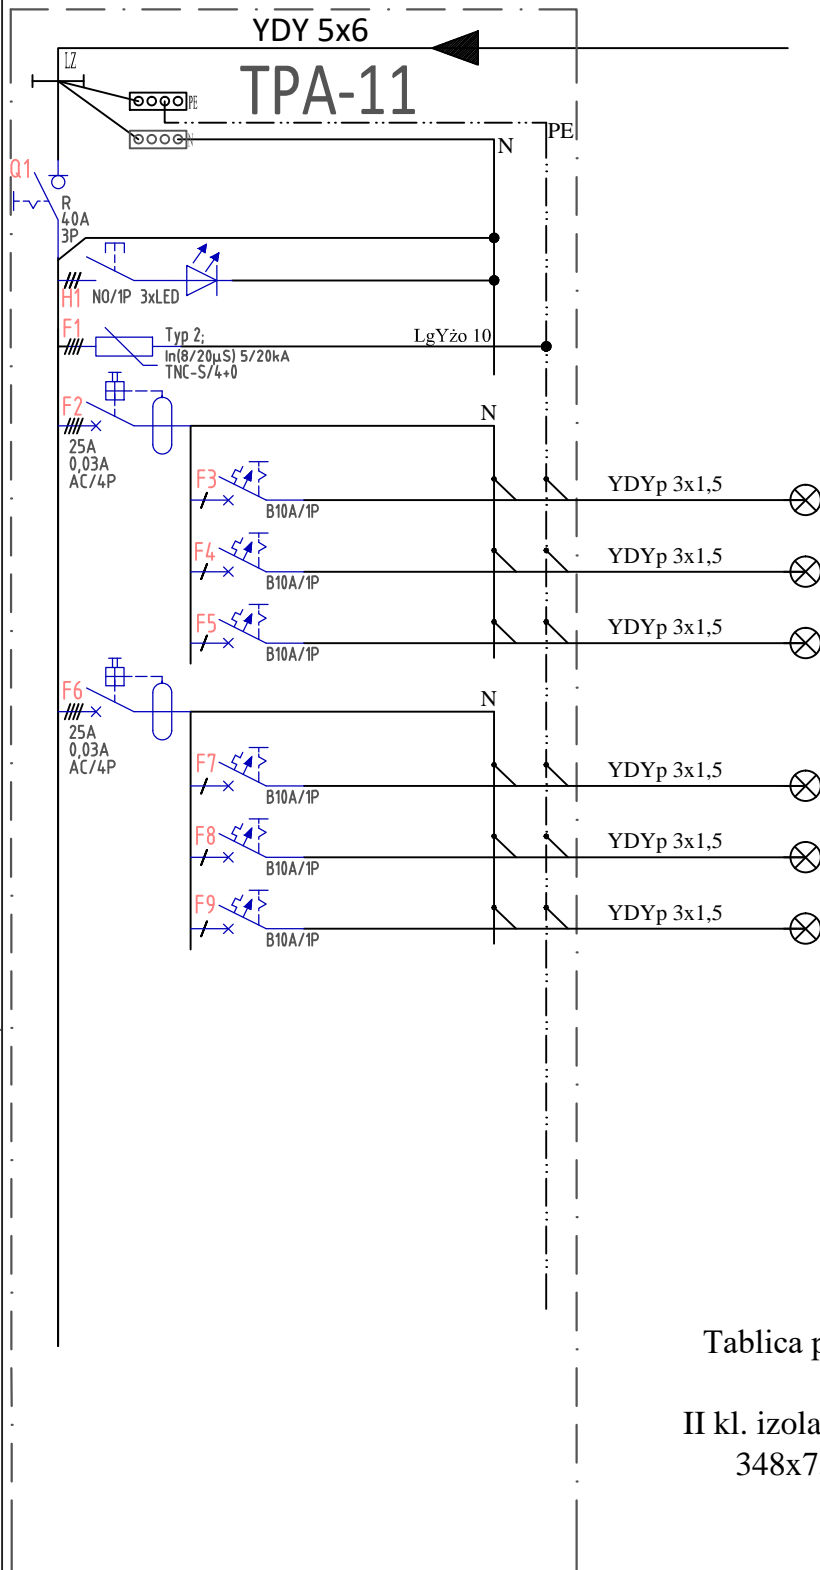 YDY 5x6
LZ
TPA-11
PE
N
PE
N
Q1
R
40A
3P
H1
NO/1P 3xLED
F1
Typ 2;
In(8/20µS) 5/20kA
TNC-S/4+0
LgYżo 10
F2
25A
0,03A
AC/4P
N
F3
B10A/1P
YDYp 3x1,5
F4
B10A/1P
YDYp 3x1,5
F5
B10A/1P
YDYp 3x1,5
F6
25A
0,03A
AC/4P
N
F7
B10A/1P
YDYp 3x1,5
F8
B10A/1P
YDYp 3x1,5
F9
B10A/1P
YDYp 3x1,5
Tablica p
II kl. izola
348x7